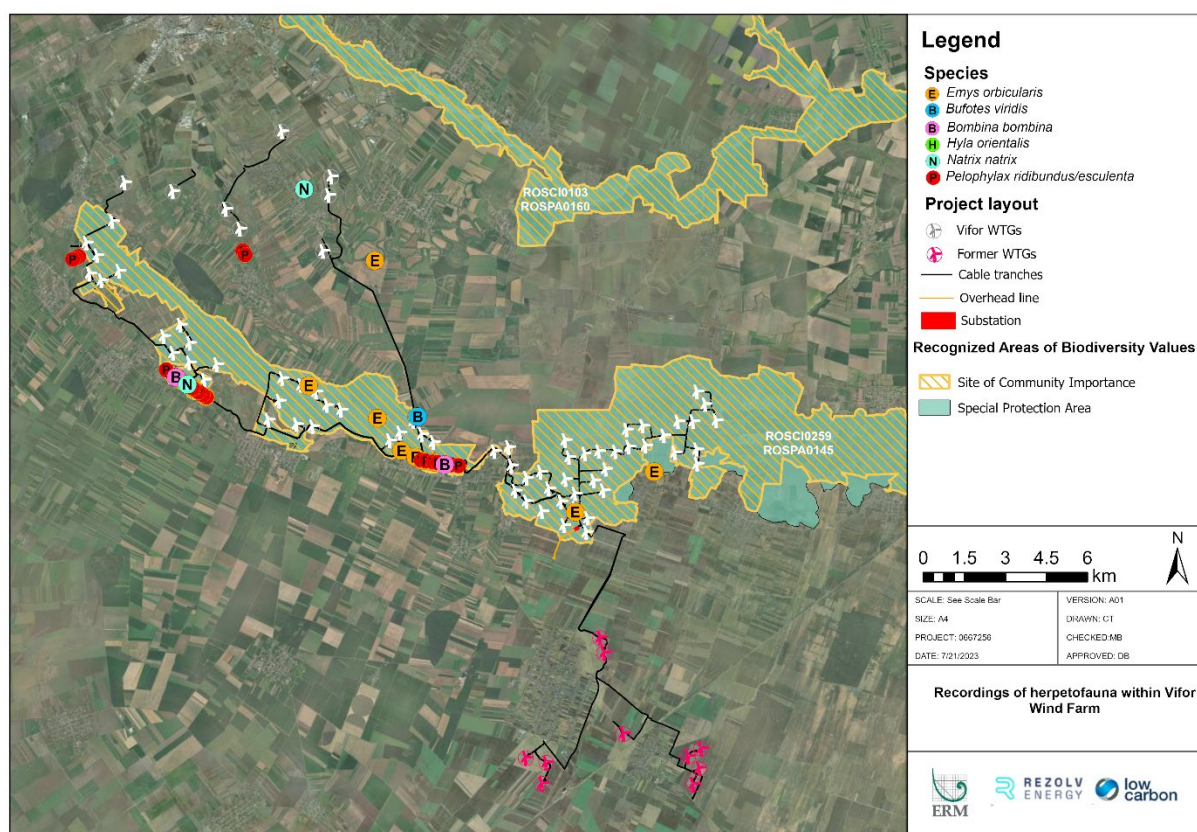 ROSCI0103
ROSPA0160
N
P
E
P
P
B
N
E
E
B
E
P
B
P
E
E
ROSCI0259
ROSPA0145
Legend
Species
E Emys orbicularis
B Bufotes viridis
B Bombina bombina
H Hyla orientalis
N Natrix natrix
P Pelophylax ridibundus/esculenta
Project layout
Vifor WTGs
Former WTGs
Cable tranches
Overhead line
Substation
Recognized Areas of Biodiversity Values
Site of Community Importance
Special Protection Area
0 1.5 3 4.5 6
km
N
SCALE: See Scale Bar
VERSION: A01
SIZE: A4
DRAWN: CT
PROJECT: 0667256
CHECKED:MB
DATE: 7/21/2023
APPROVED: DB
Recordings of herpetofauna within Vifor
Wind Farm
ERM
REZOLV
ENERGY
low
carbon